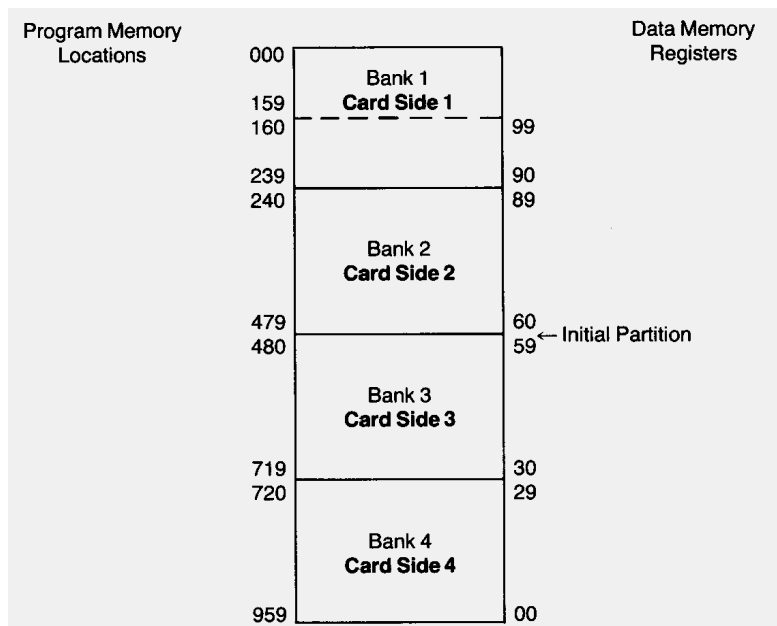 Program Memory
Locations
Data Memory
Registers
000
Bank 1
Card Side 1
159
160
99
239
90
240
89
Bank 2
Card Side 2
479
60
← Initial Partition
480
59
Bank 3
Card Side 3
719
30
720
29
Bank 4
Card Side 4
959
00